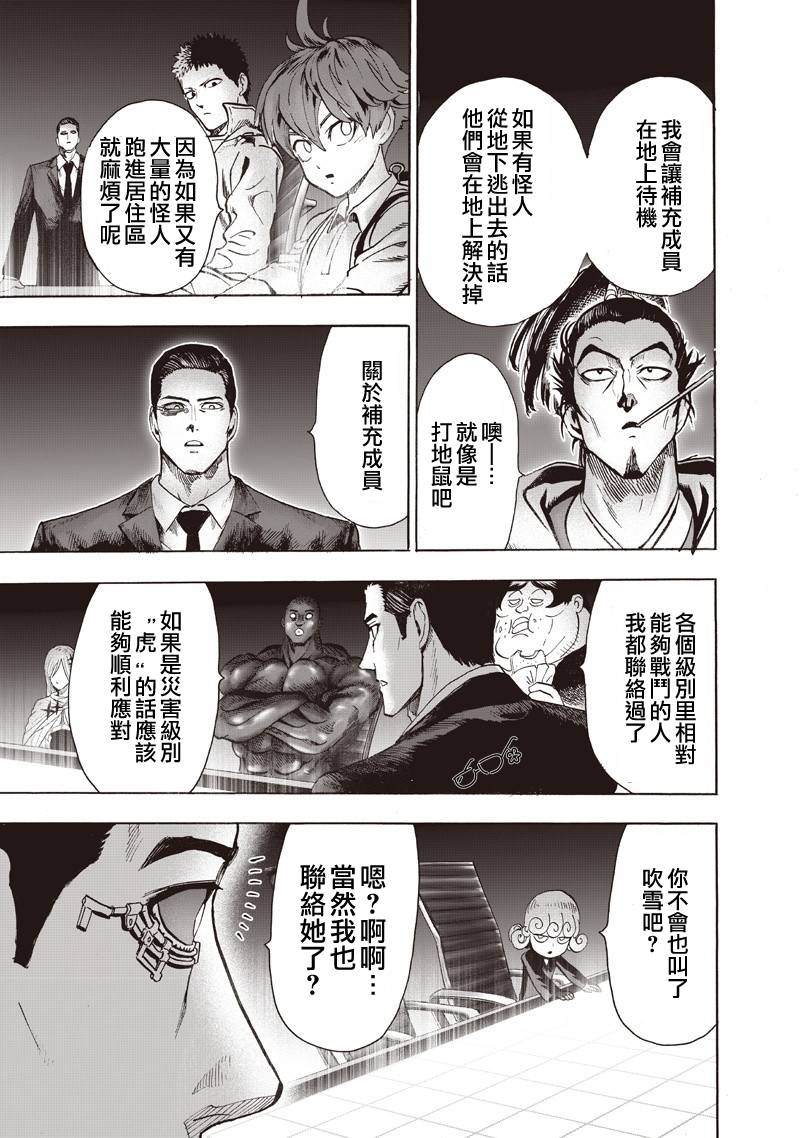 我會讓補充成員
在地上待機
如果有怪人
從地下逃出去的話
他們會在地上解決掉
噢—…
就像是
打地鼠吧
因為如果又有
大量的怪人
跑進居住區
就麻煩了呢
關於補充成員
各個級別里相對
能夠戰鬥的人
我都聯絡過了
如果是災害級別
”虎“的話應該
能夠順利應對
你不會也叫了
吹雪吧？
嗯？啊啊…
當然我也
聯絡她了？